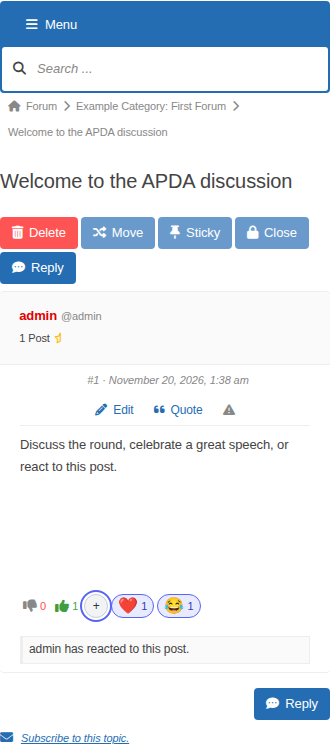 Menu
Search ...
Forum
Example Category: First Forum
Welcome to the APDA discussion
Welcome to the APDA discussion
Delete
Move
Sticky
Close
Reply
admin @admin
1 Post
#1 · November 20, 2026, 1:38 am
Edit
Quote
Discuss the round, celebrate a great speech, or
react to this post.
0
1
+
1
1
admin has reacted to this post.
Reply
Subscribe to this topic.